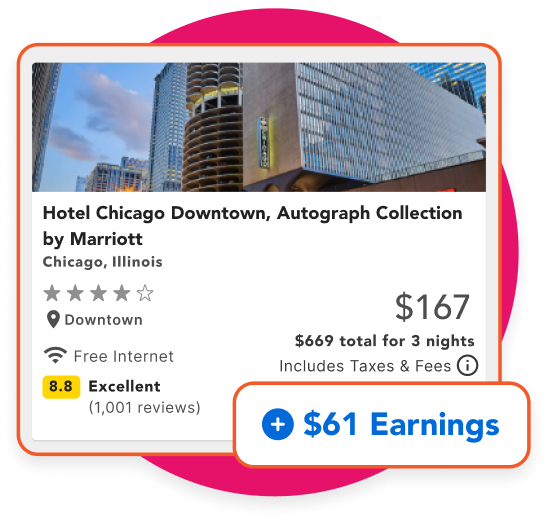 Hotel Chicago Downtown, Autograph Collection
by Marriott
Chicago, Illinois
$167
Downtown
$669 total for 3 nights
Free Internet
Includes Taxes & Fees
8.8 Excellent
(1,001 reviews)
$61 Earnings